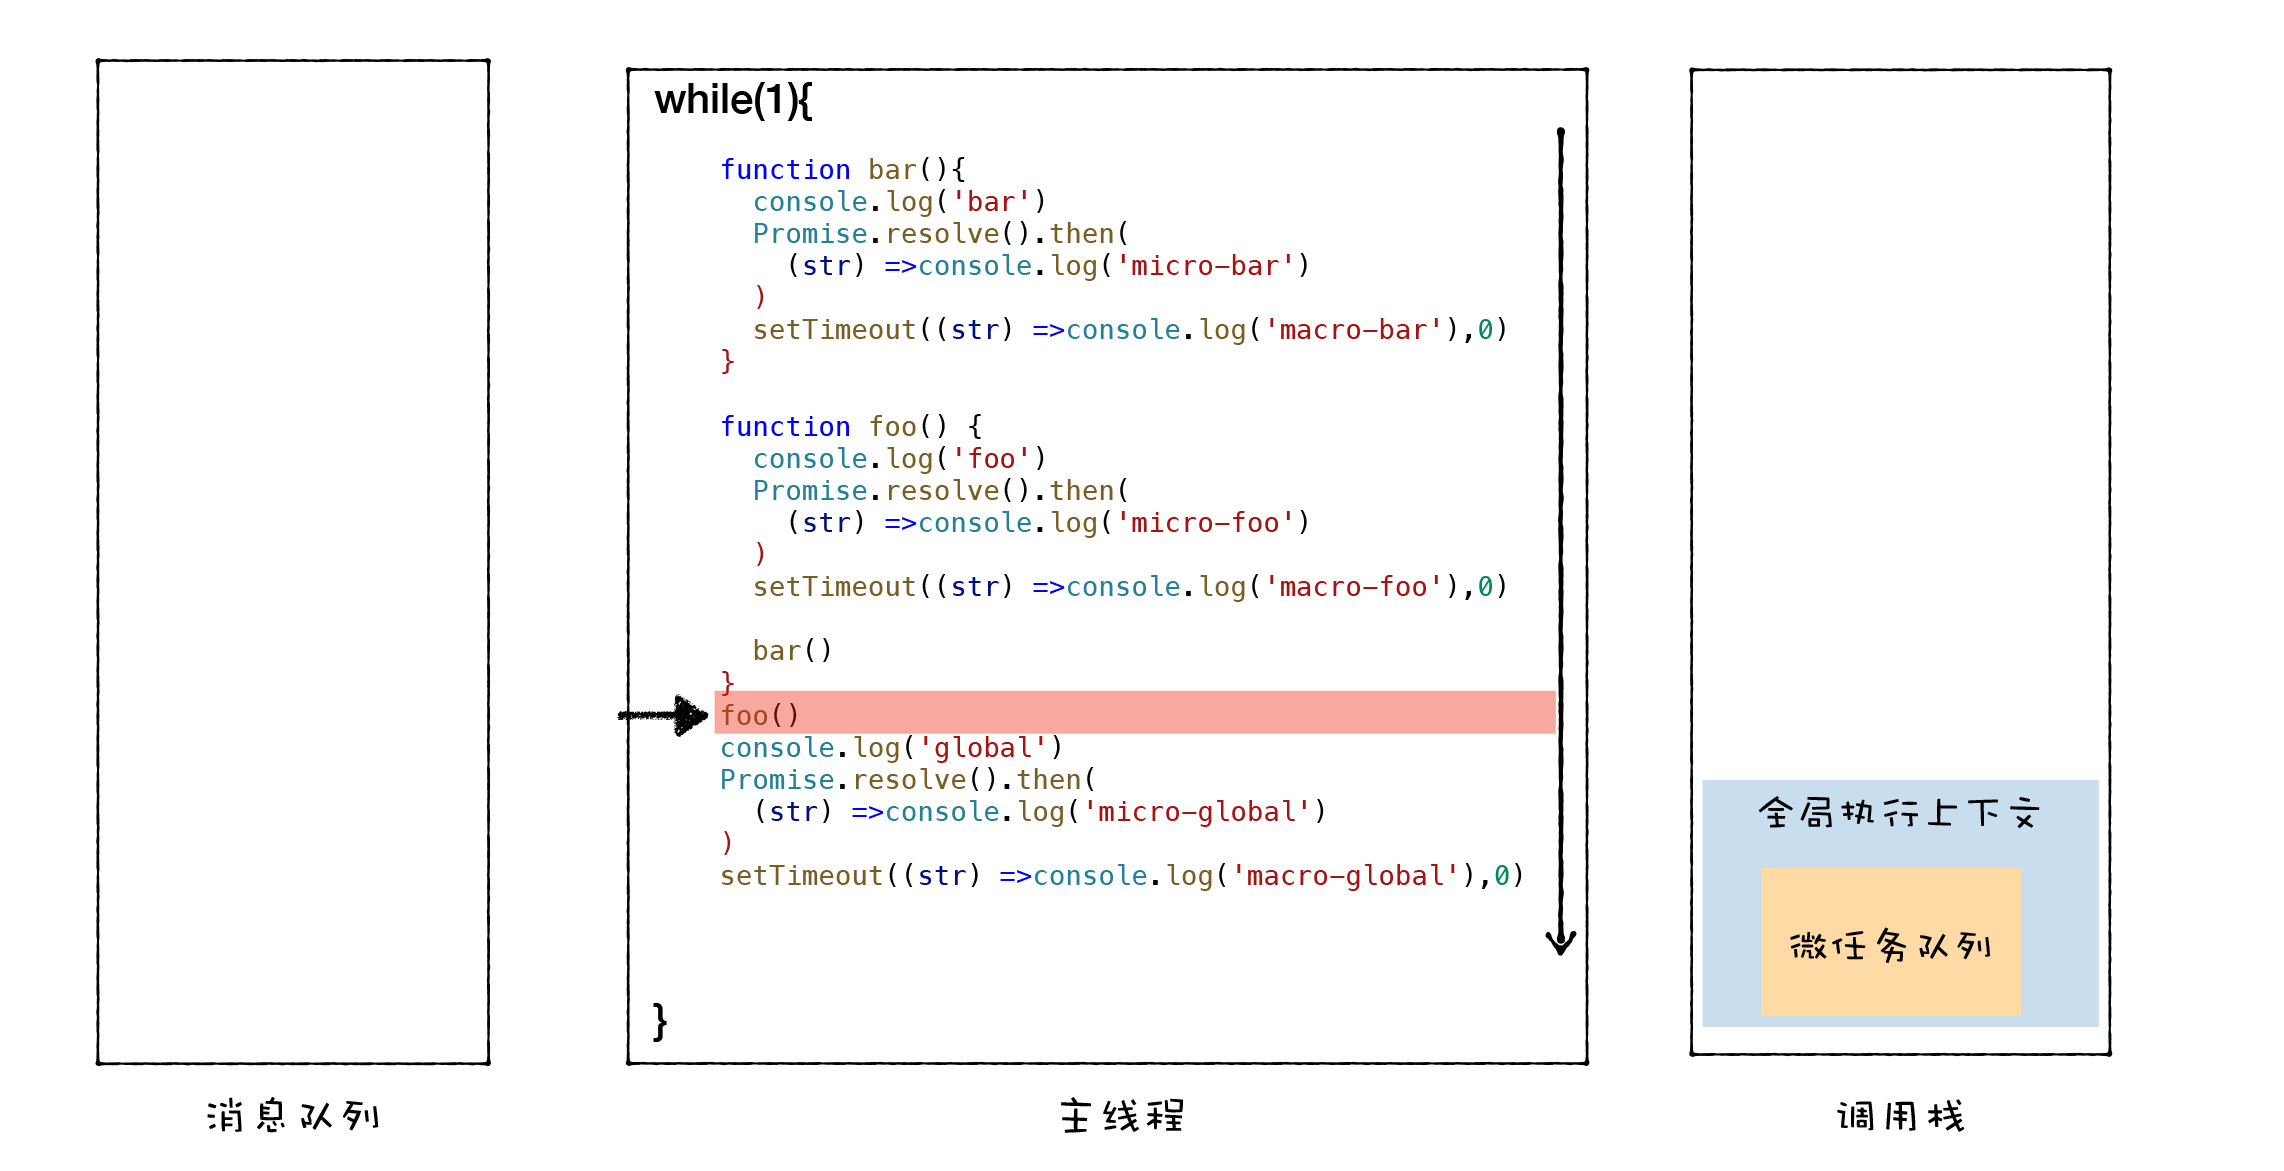 while(1){
function bar(){
  console.log('bar')
  Promise.resolve().then(
    (str) =>console.log('micro-bar')
  )
  setTimeout((str) =>console.log('macro-bar'),0)
}
function foo() {
  console.log('foo')
  Promise.resolve().then(
    (str) =>console.log('micro-foo')
  )
  setTimeout((str) =>console.log('macro-foo'),0)
  bar()
}
foo()
console.log('global')
Promise.resolve().then(
  (str) =>console.log('micro-global')
)
setTimeout((str) =>console.log('macro-global'),0)
}
全局执行上下文
微任务队列
消息队列
主线程
调用栈